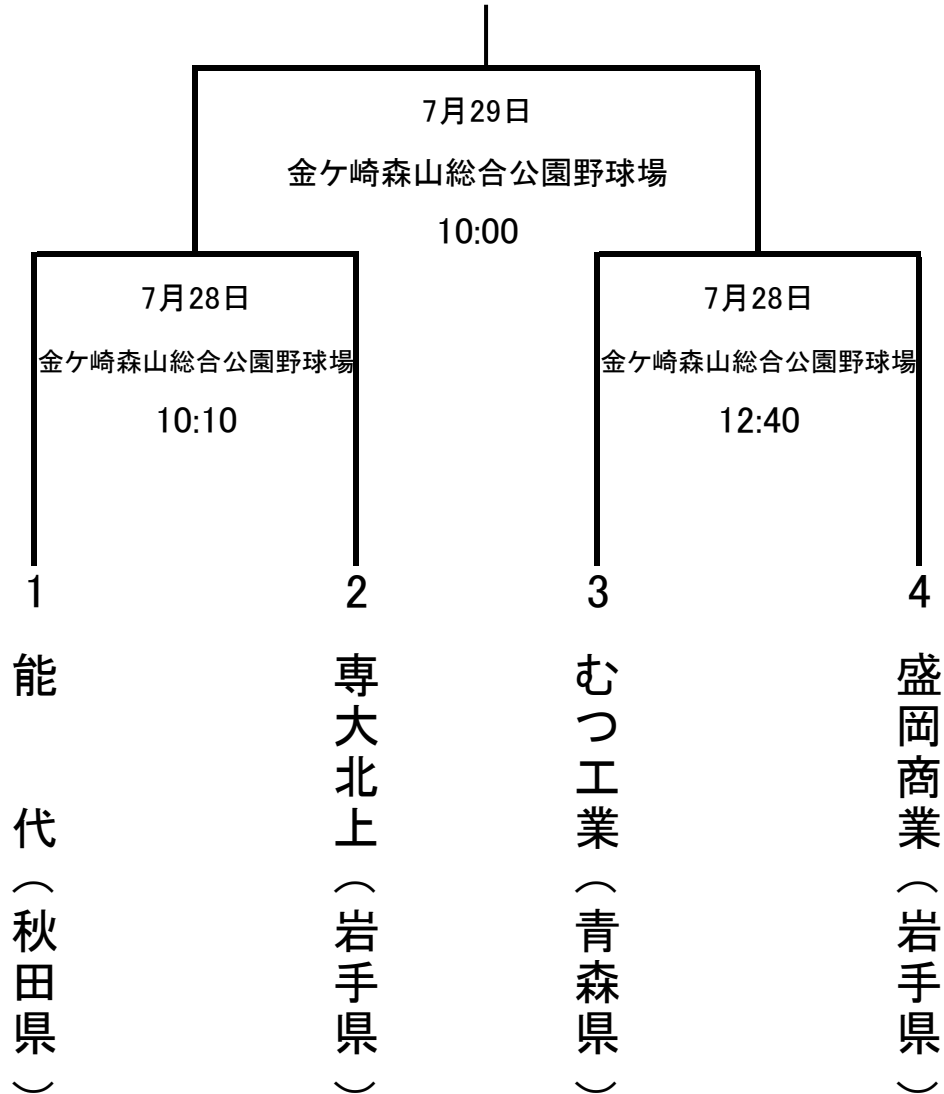 7月29日
金ケ崎森山総合公園野球場
10:00
7月28日
金ケ崎森山総合公園野球場
10:10
7月28日
金ケ崎森山総合公園野球場
12:40
1
能代(秋田県)
2
専大北上(岩手県)
3
むつ工業(青森県)
4
盛岡商業(岩手県)